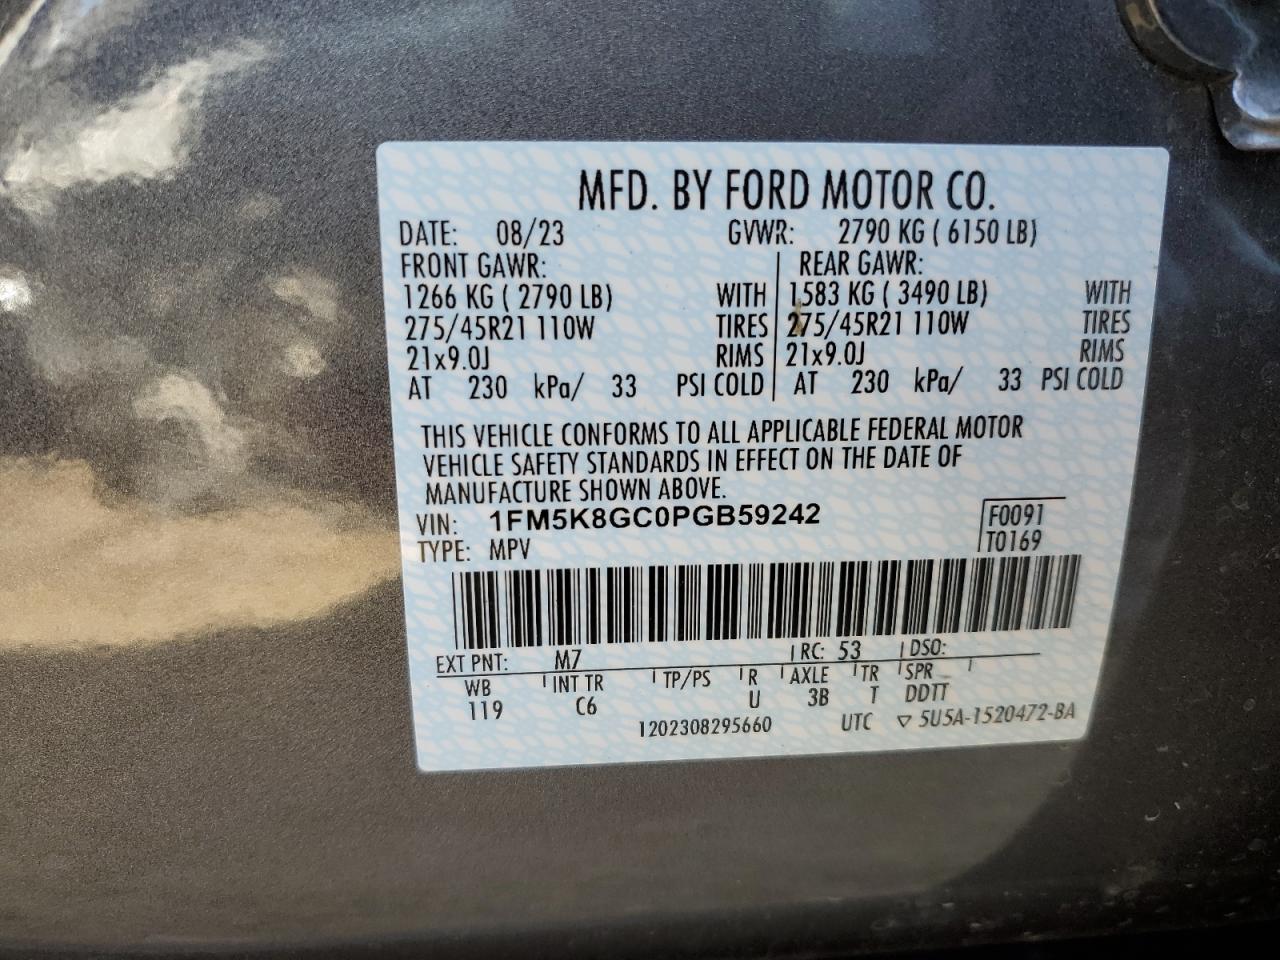 MFD. BY FORD MOTOR CO.
DATE: 08/23 GVWR: 2790 KG ( 6150 LB)
FRONT GAWR: REAR GAWR:
1266 KG ( 2790 LB) WITH 1583 KG ( 3490 LB) WITH
275/45R21 110W TIRES 275/45R21 110W TIRES
21x9.0J RIMS 21x9.0J RIMS
AT 230 kPa/ 33 PSI COLD AT 230 kPa/ 33 PSI COLD
THIS VEHICLE CONFORMS TO ALL APPLICABLE FEDERAL MOTOR
VEHICLE SAFETY STANDARDS IN EFFECT ON THE DATE OF
MANUFACTURE SHOWN ABOVE.
VIN: 1FM5K8GC0PGB59242 F0091
TYPE: MPV T0169
EXT PNT: M7 RC: 53 DSO:
WB INT TR TP/PS R AXLE TR SPR
119 C6 U 3B T DDTT
1202308295660 UTC ▽ 5U5A-1520472-BA